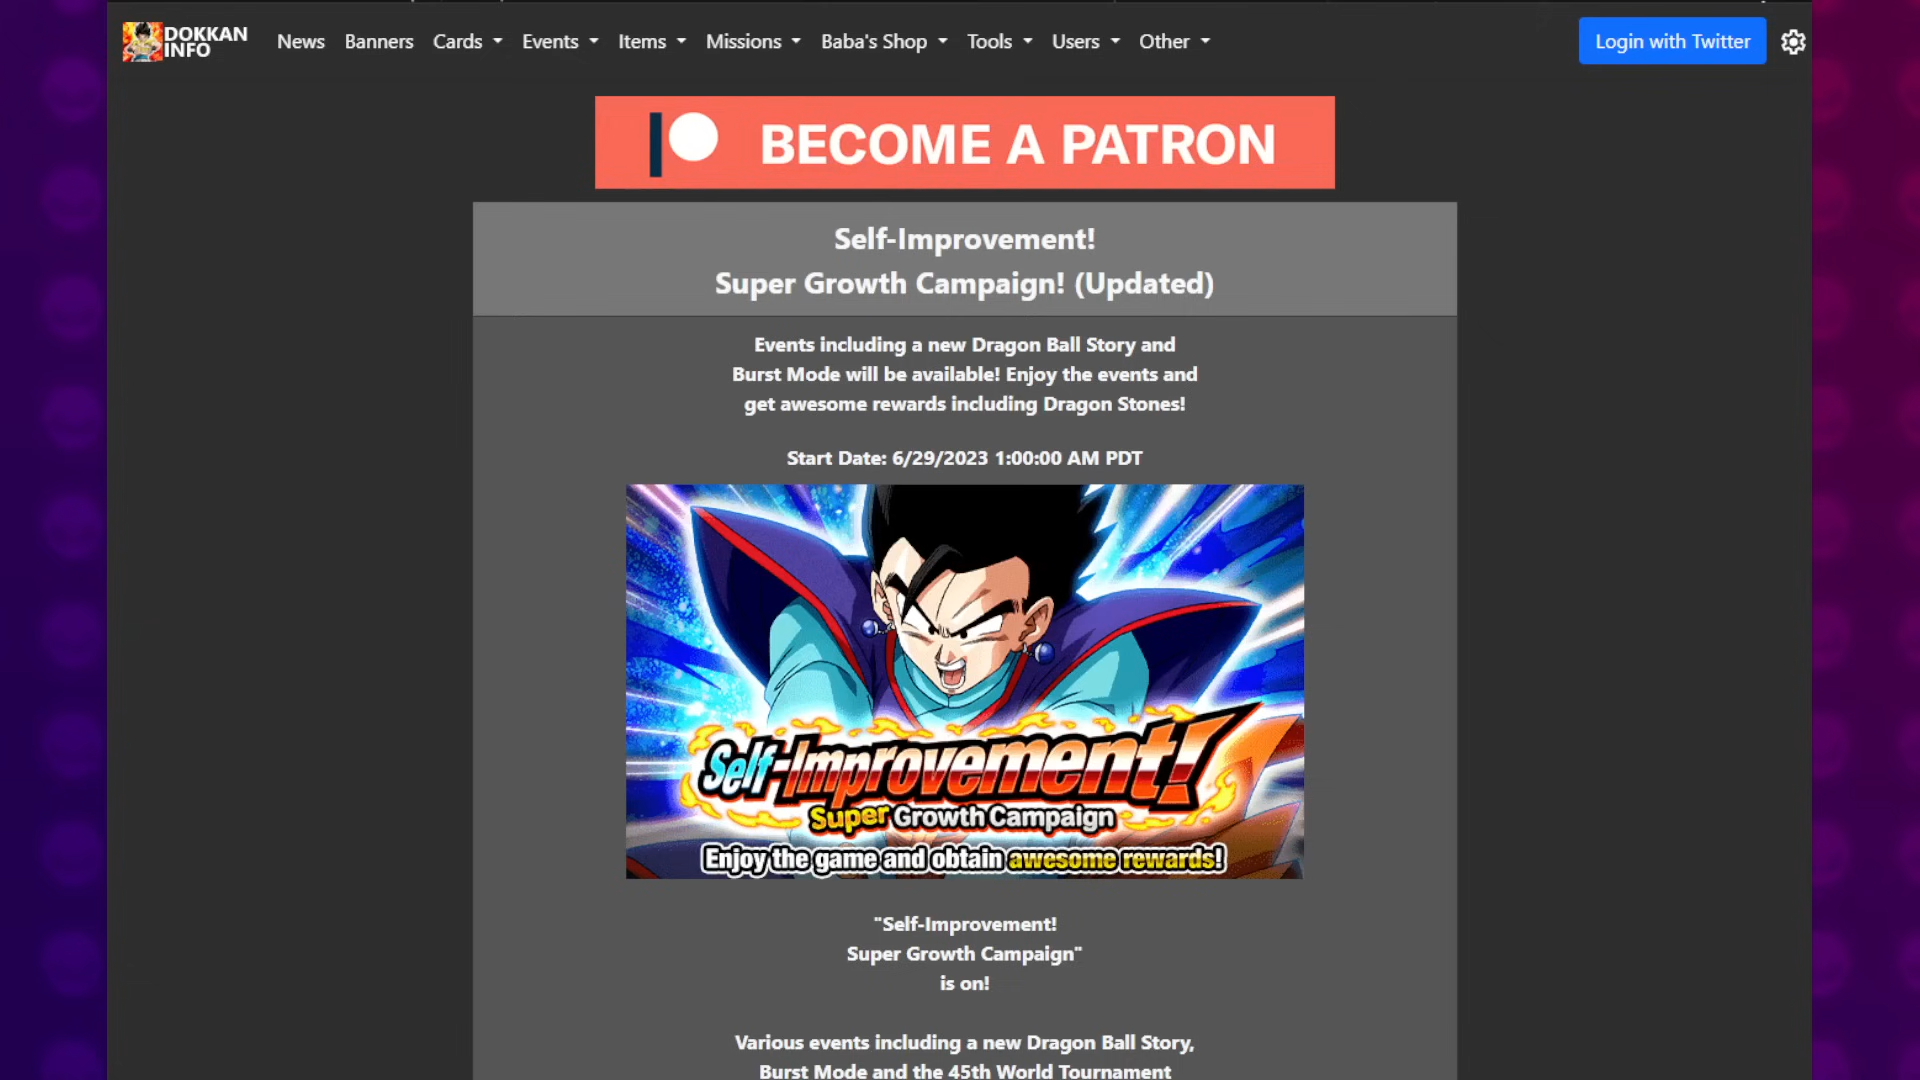 DOKKAN
INFO
News
Banners
Cards
Events
Items
Missions
Baba's Shop
Tools
Users
Other
Login with Twitter
BECOME A PATRON
Self-Improvement!
Super Growth Campaign! (Updated)
Events including a new Dragon Ball Story and
Burst Mode will be available! Enjoy the events and
get awesome rewards including Dragon Stones!
Start Date: 6/29/2023 1:00:00 AM PDT
Self-Improvement!
Super Growth Campaign
Enjoy the game and obtain awesome rewards!
"Self-Improvement!
Super Growth Campaign"
is on!
Various events including a new Dragon Ball Story,
Burst Mode and the 45th World Tournament